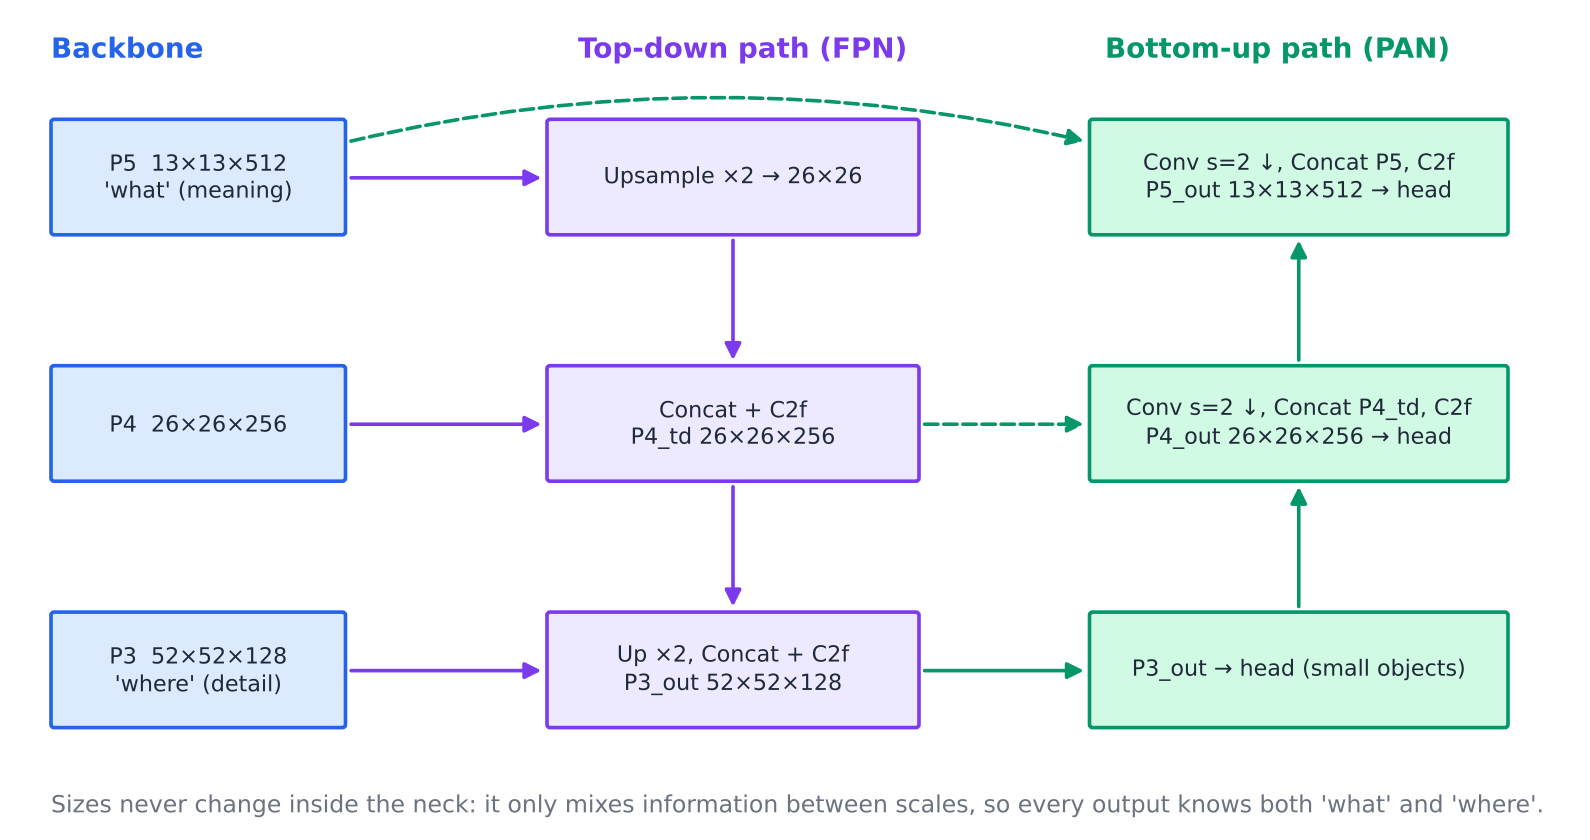 Backbone
Top-down path (FPN)
Bottom-up path (PAN)
P5  13×13×512
'what' (meaning)
Upsample ×2 → 26×26
Conv s=2 ↓, Concat P5, C2f
P5_out 13×13×512 → head
P4  26×26×256
Concat + C2f
P4_td 26×26×256
Conv s=2 ↓, Concat P4_td, C2f
P4_out 26×26×256 → head
P3  52×52×128
'where' (detail)
Up ×2, Concat + C2f
P3_out 52×52×128
P3_out → head (small objects)
Sizes never change inside the neck: it only mixes information between scales, so every output knows both 'what' and 'where'.